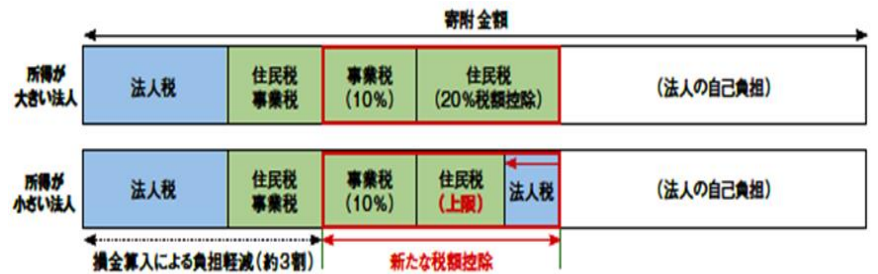 寄附金額
所得が
大きい法人
法人税
住民税
事業税
事業税
(10%)
住民税
(20%税額控除)
(法人の自己負担)
所得が
小さい法人
法人税
住民税
事業税
事業税
(10%)
住民税
(上限)
法人税
(法人の自己負担)
損金算入による負担軽減(約3割)
新たな税額控除